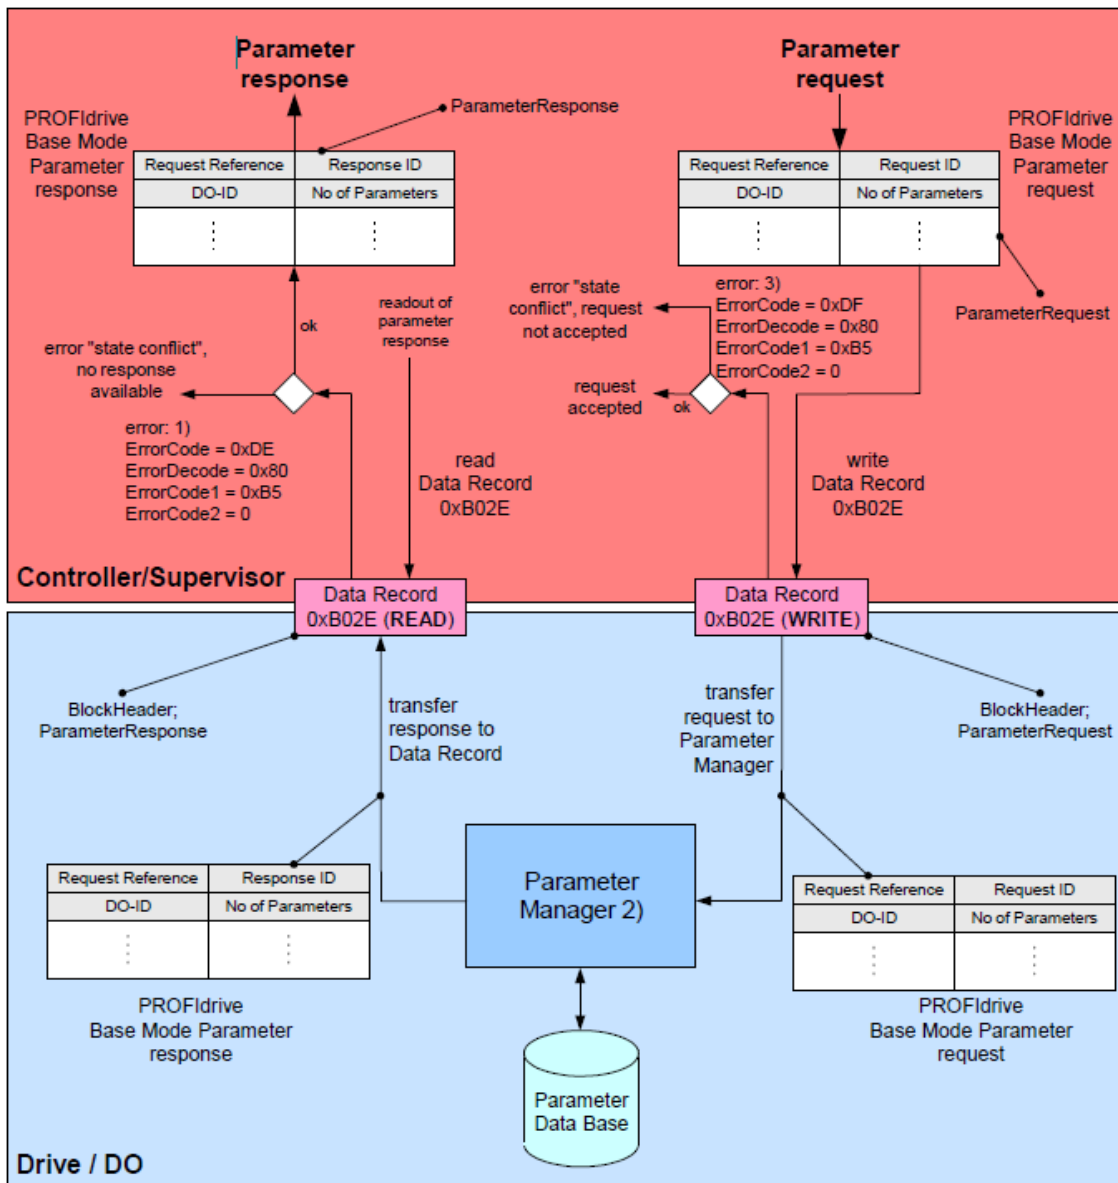 Parameter
response
Parameter
request
ParameterResponse
PROFIdrive
Base Mode
Parameter
response
Request Reference
Response ID
DO-ID
No of Parameters
Request Reference
Request ID
DO-ID
No of Parameters
PROFIdrive
Base Mode
Parameter
request
ParameterRequest
ok
readout of
parameter
response
error "state conflict",
no response
available
error: 1)
ErrorCode = 0xDE
ErrorDecode = 0x80
ErrorCode1 = 0xB5
ErrorCode2 = 0
read
Data Record
0xB02E
error "state
conflict", request
not accepted
error: 3)
ErrorCode = 0xDF
ErrorDecode = 0x80
ErrorCode1 = 0xB5
ErrorCode2 = 0
request
accepted
ok
write
Data Record
0xB02E
Controller/Supervisor
Data Record
0xB02E (READ)
Data Record
0xB02E (WRITE)
BlockHeader;
ParameterResponse
transfer
response to
Data Record
transfer
request to
Parameter
Manager
BlockHeader;
ParameterRequest
Request Reference
Response ID
DO-ID
No of Parameters
PROFIdrive
Base Mode Parameter
response
Parameter
Manager 2)
Request Reference
Request ID
DO-ID
No of Parameters
PROFIdrive
Base Mode Parameter
request
Parameter
Data Base
Drive / DO